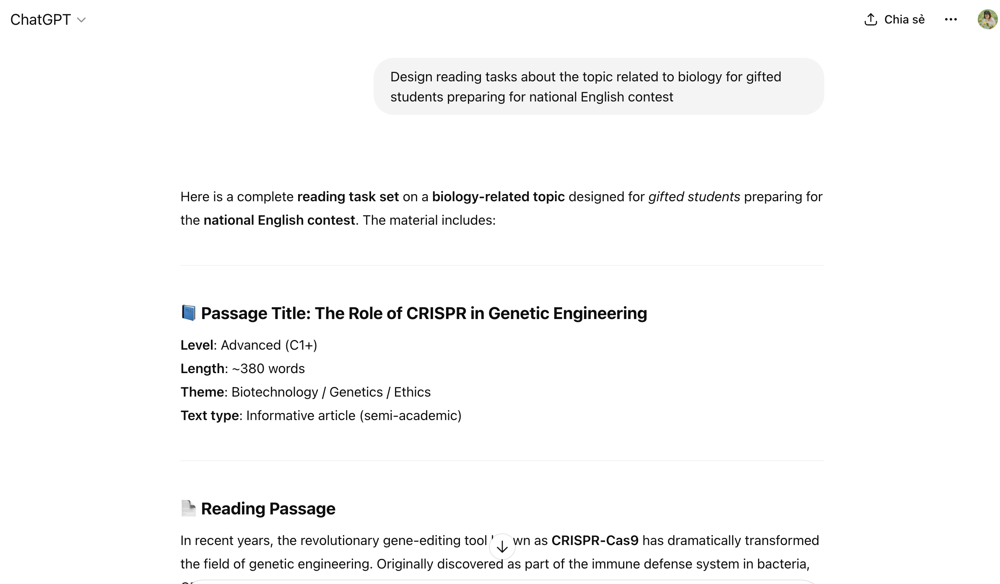 ChatGPT
Chia sẻ
Design reading tasks about the topic related to biology for gifted
students preparing for national English contest
Here is a complete reading task set on a biology-related topic designed for gifted students preparing for
the national English contest. The material includes:
Passage Title: The Role of CRISPR in Genetic Engineering
Level: Advanced (C1+)
Length: ~380 words
Theme: Biotechnology / Genetics / Ethics
Text type: Informative article (semi-academic)
Reading Passage
In recent years, the revolutionary gene-editing tool as CRISPR-Cas9 has dramatically transformed
the field of genetic engineering. Originally discovered as part of the immune defense system in bacteria,